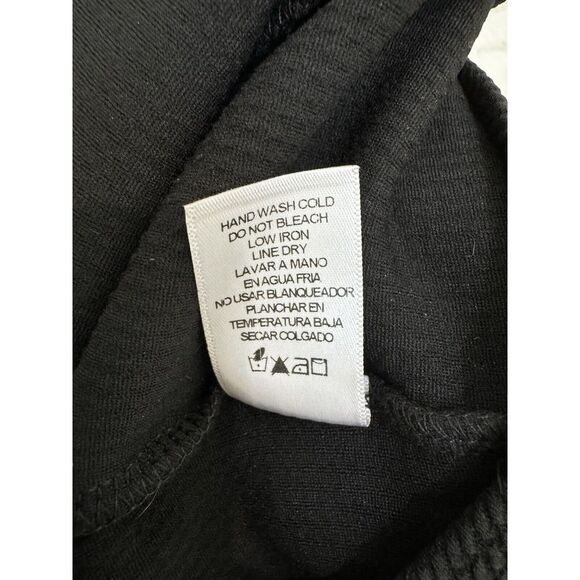 HAND WASH COLD
DO NOT BLEACH
LOW IRON
LINE DRY
LAVAR A MANO
EN AGUA FRIA
NO USAR BLANQUEADOR
PLANCHAR EN
TEMPERATURA BAJA
SECAR COLGADO